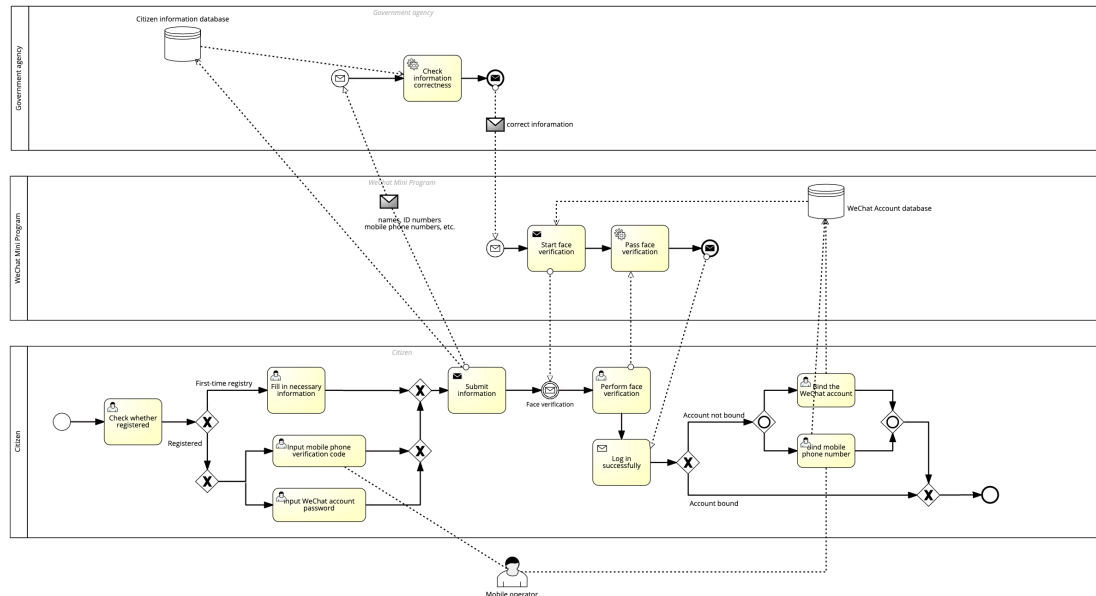 Government agency
Citizen information database
Government agency
Check
information
correctness
correct inforamation
WeChat Mini Program
WeChat Mini Program
names, ID numbers
mobile phone numbers, etc.
WeChat Account database
Start face
verification
Pass face
verification
Citizen
Citizen
First-time registry
Fill in necessary
information
Check whether
registered
Registered
Input mobile phone
verification code
Input WeChat account
password
Submit
information
Face verification
Perform face
verification
Log in
successfully
Account not bound
Account bound
Bind the
WeChat account
Bind mobile
phone number
Mobile operator